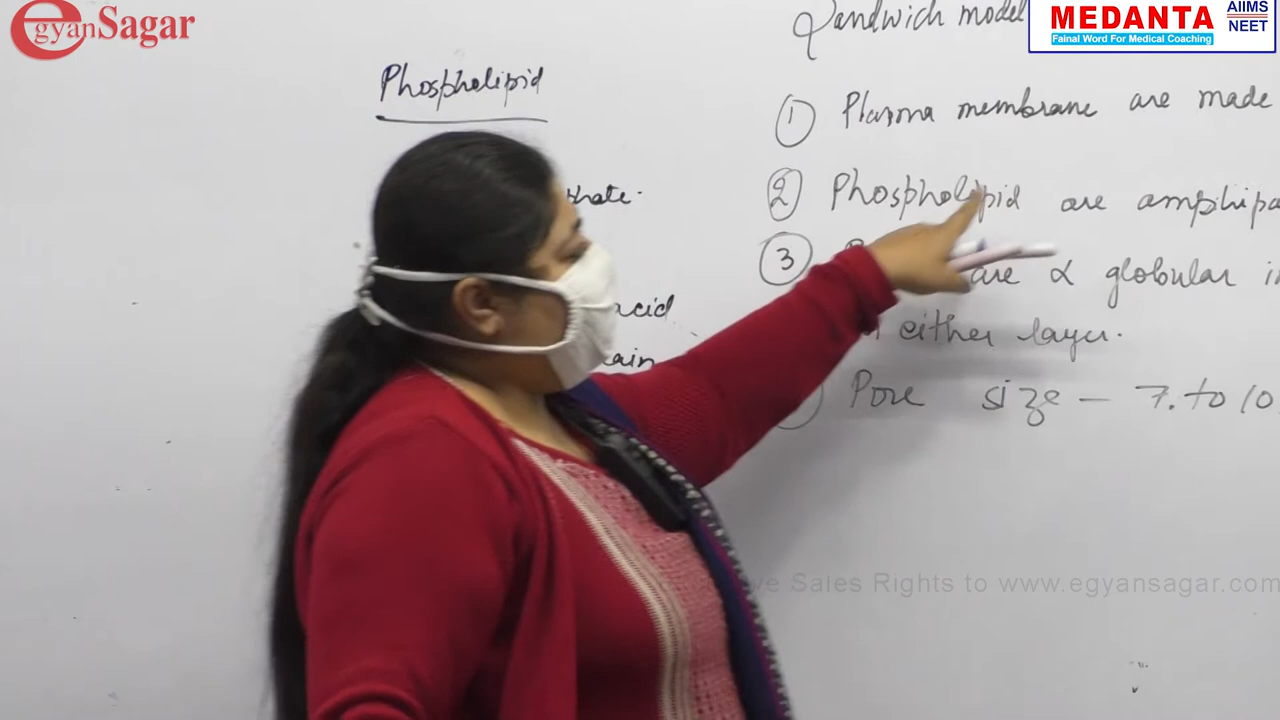 egyanSagar
MEDANTA
Fainal Word For Medical Coaching
AIIMS
NEET
Sandwich model
Phospholipid
1 Plasma membrane are made
2 Phospholipid are amphipa
3 are α globular i
either layer.
Pore size – 7. to 10
acid
Sales Rights to www.egyansagar.com